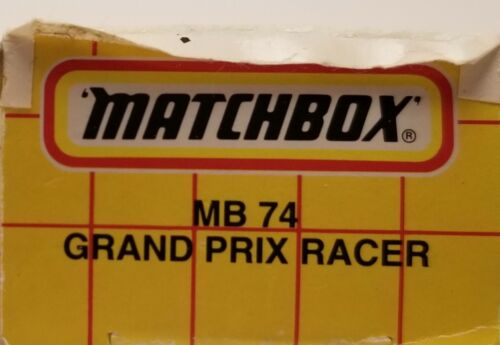 'MATCHBOX'®
MB 74
GRAND PRIX RACER